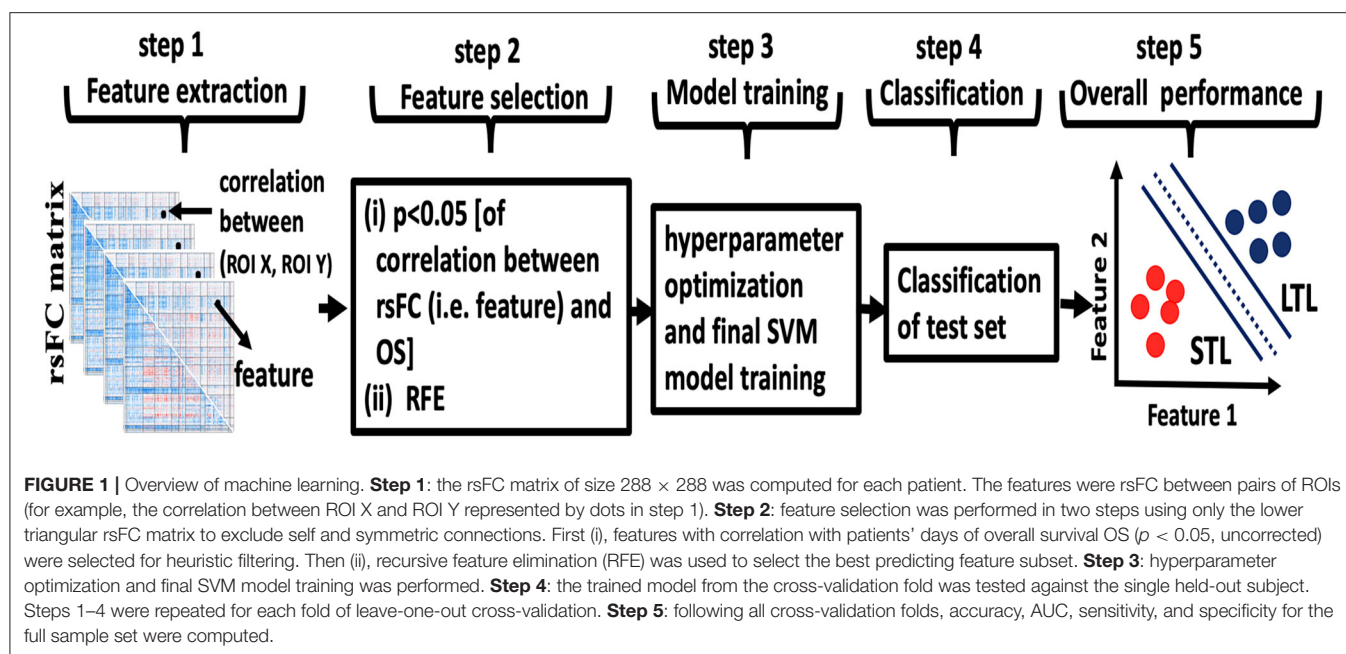 step 1
Feature extraction
step 2
Feature selection
step 3
Model training
step 4
Classification
step 5
Overall performance
rsFC matrix
correlation
between
(ROI X, ROI Y)
feature
(i) p<0.05 [of
correlation between
rsFC (i.e. feature) and
OS]
(ii) RFE
hyperparameter
optimization
and final SVM
model training
Classification
of test set
Feature 2
LTL
STL
Feature 1
FIGURE 1 | Overview of machine learning. Step 1: the rsFC matrix of size 288 × 288 was computed for each patient. The features were rsFC between pairs of ROIs
(for example, the correlation between ROI X and ROI Y represented by dots in step 1). Step 2: feature selection was performed in two steps using only the lower
triangular rsFC matrix to exclude self and symmetric connections. First (i), features with correlation with patients' days of overall survival OS (p < 0.05, uncorrected)
were selected for heuristic filtering. Then (ii), recursive feature elimination (RFE) was used to select the best predicting feature subset. Step 3: hyperparameter
optimization and final SVM model training was performed. Step 4: the trained model from the cross-validation fold was tested against the single held-out subject.
Steps 1–4 were repeated for each fold of leave-one-out cross-validation. Step 5: following all cross-validation folds, accuracy, AUC, sensitivity, and specificity for the
full sample set were computed.